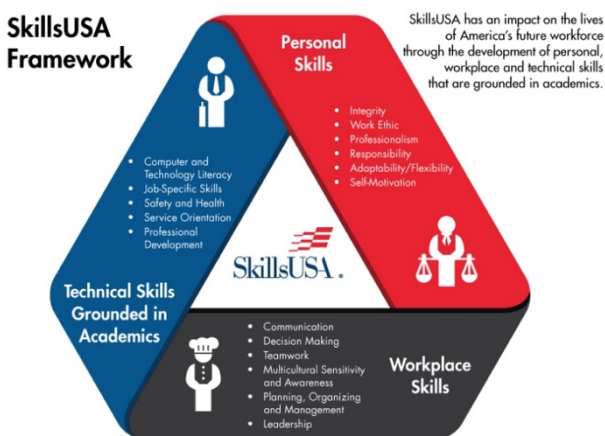 SkillsUSA
Framework
SkillsUSA has an impact on the lives
of America's future workforce
through the development of personal,
workplace and technical skills
that are grounded in academics.
Personal
Skills
• Integrity
• Work Ethic
• Professionalism
• Responsibility
• Adaptability/Flexibility
• Self-Motivation
• Computer and
Technology Literacy
• Job-Specific Skills
• Safety and Health
• Service Orientation
• Professional
Development
Technical Skills
Grounded in
Academics
SkillsUSA®
• Communication
• Decision Making
• Teamwork
• Multicultural Sensitivity
and Awareness
• Planning, Organizing
and Management
• Leadership
Workplace
Skills